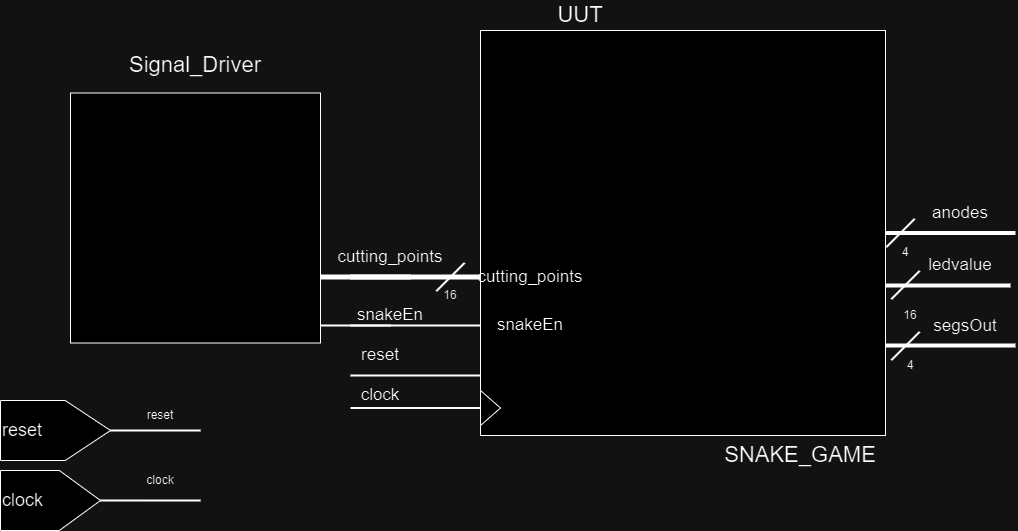 UUT
Signal_Driver
anodes
4
cutting_points
ledvalue
cutting_points
16
16
snakeEn
snakeEn
segsOut
4
reset
clock
reset
reset
SNAKE_GAME
clock
clock